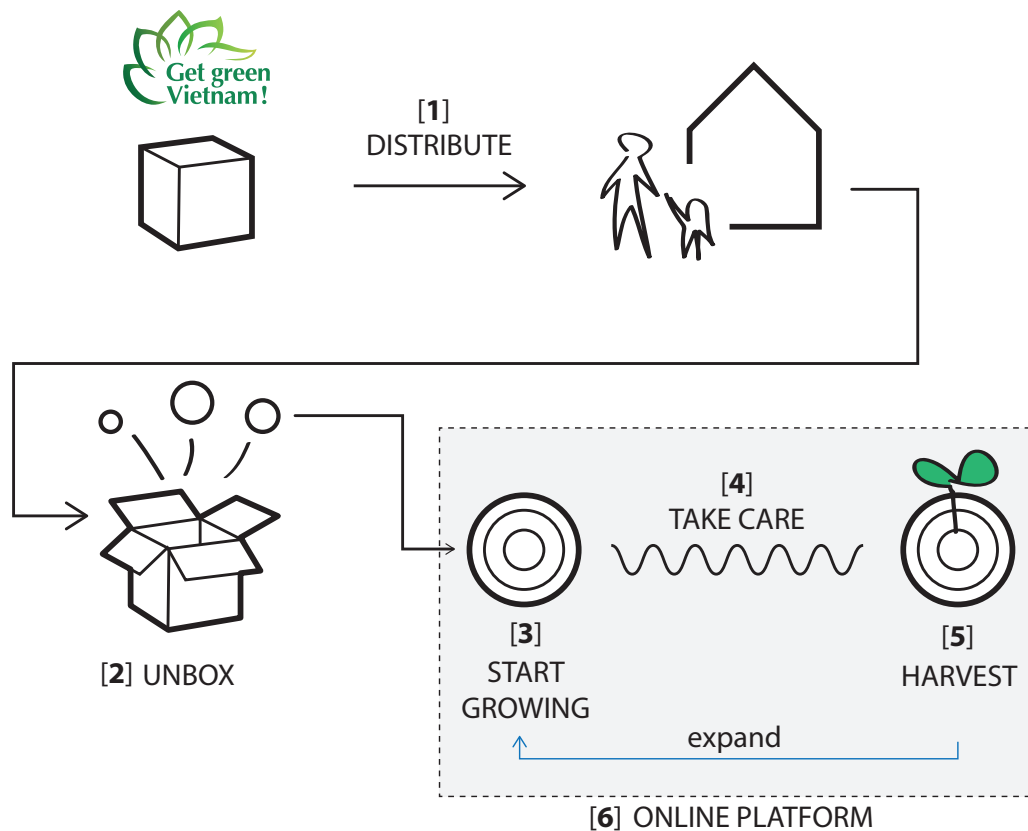 Get green
Vietnam!
[1]
DISTRIBUTE
[2] UNBOX
[3]
START
GROWING
[4]
TAKE CARE
[5]
HARVEST
expand
[6] ONLINE PLATFORM